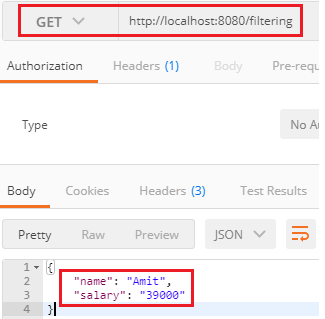 GET http://localhost:8080/filtering
Authorization Headers (1) Body Pre-requ
Type No A
Body Cookies Headers (3) Test Results
Pretty Raw Preview JSON
1 {
2 "name": "Amit",
3 "salary": "39000"
4 }